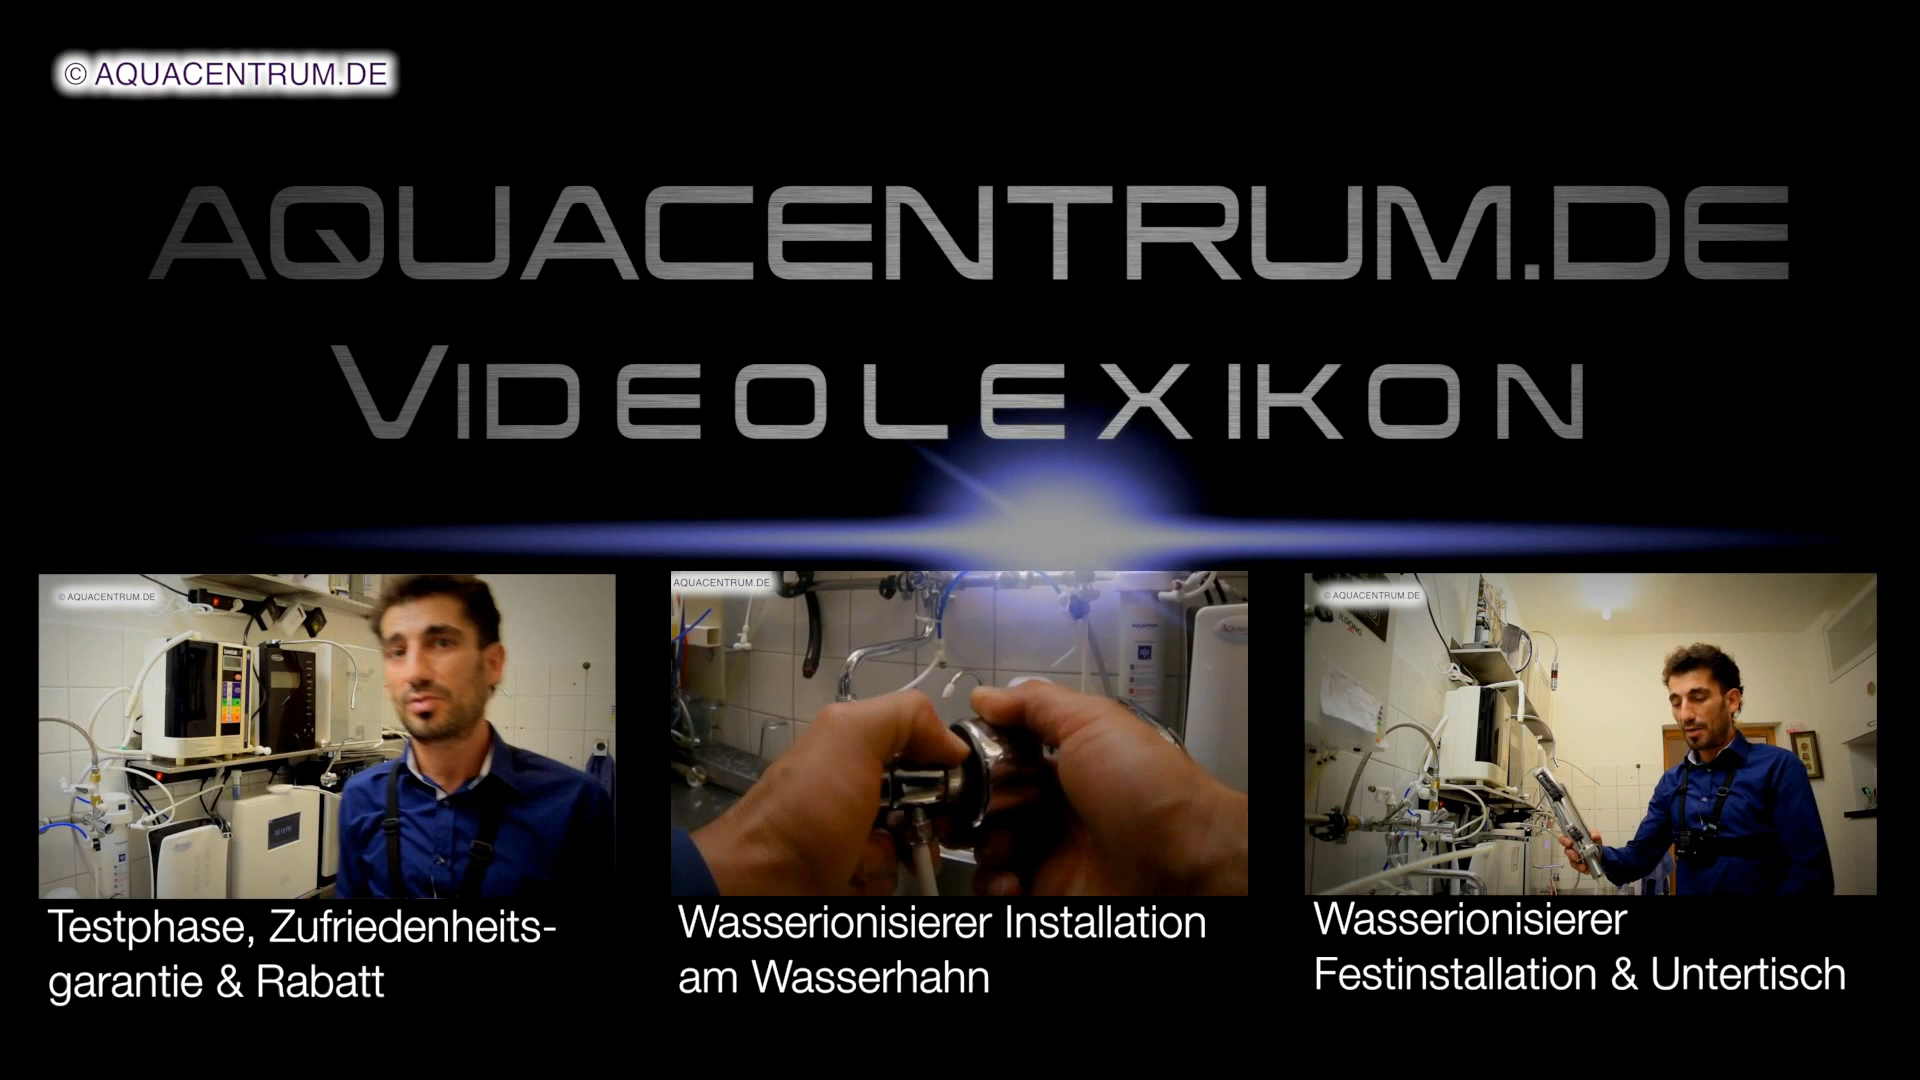 © AQUACENTRUM.DE
AQUACENTRUM.DE
VIDEOLEXIKON
© AQUACENTRUM.DE
AQUACENTRUM.DE
© AQUACENTRUM.DE
Testphase, Zufriedenheits-
garantie & Rabatt
Wasserionisierer Installation
am Wasserhahn
Wasserionisierer
Festinstallation & Untertisch